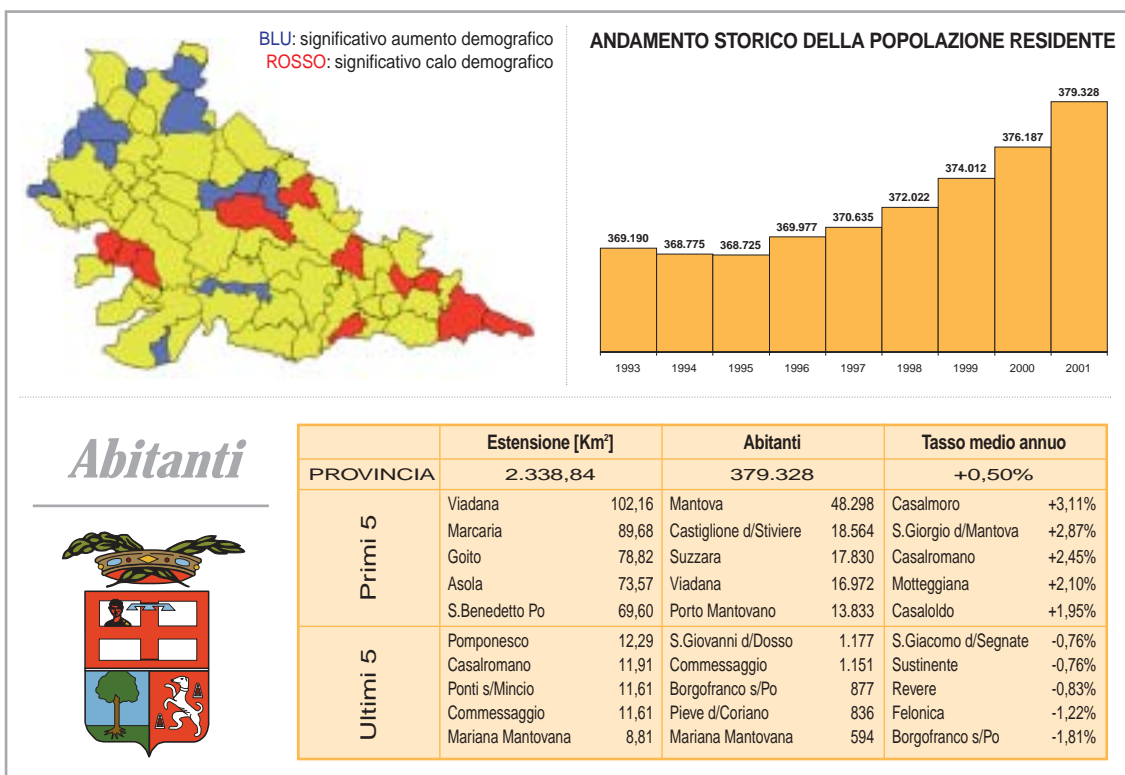 BLU: significativo aumento demografico
ROSSO: significativo calo demografico
ANDAMENTO STORICO DELLA POPOLAZIONE RESIDENTE
379.328
376.187
374.012
372.022
370.635
369.977
369.190
368.775
368.725
1993 1994 1995 1996 1997 1998 1999 2000 2001
Abitanti
Estensione [Km²] Abitanti Tasso medio annuo
PROVINCIA 2.338,84 379.328 +0,50%
Primi 5
Viadana 102,16 Mantova 48.298 Casalmoro +3,11%
Marcaria 89,68 Castiglione d/Stiviere 18.564 S.Giorgio d/Mantova +2,87%
Goito 78,82 Suzzara 17.830 Casalromano +2,45%
Asola 73,57 Viadana 16.972 Motteggiana +2,10%
S.Benedetto Po 69,60 Porto Mantovano 13.833 Casaloldo +1,95%
Ultimi 5
Pomponesco 12,29 S.Giovanni d/Dosso 1.177 S.Giacomo d/Segnate -0,76%
Casalromano 11,91 Commessaggio 1.151 Sustinente -0,76%
Ponti s/Mincio 11,61 Borgofranco s/Po 877 Revere -0,83%
Commessaggio 11,61 Pieve d/Coriano 836 Felonica -1,22%
Mariana Mantovana 8,81 Mariana Mantovana 594 Borgofranco s/Po -1,81%